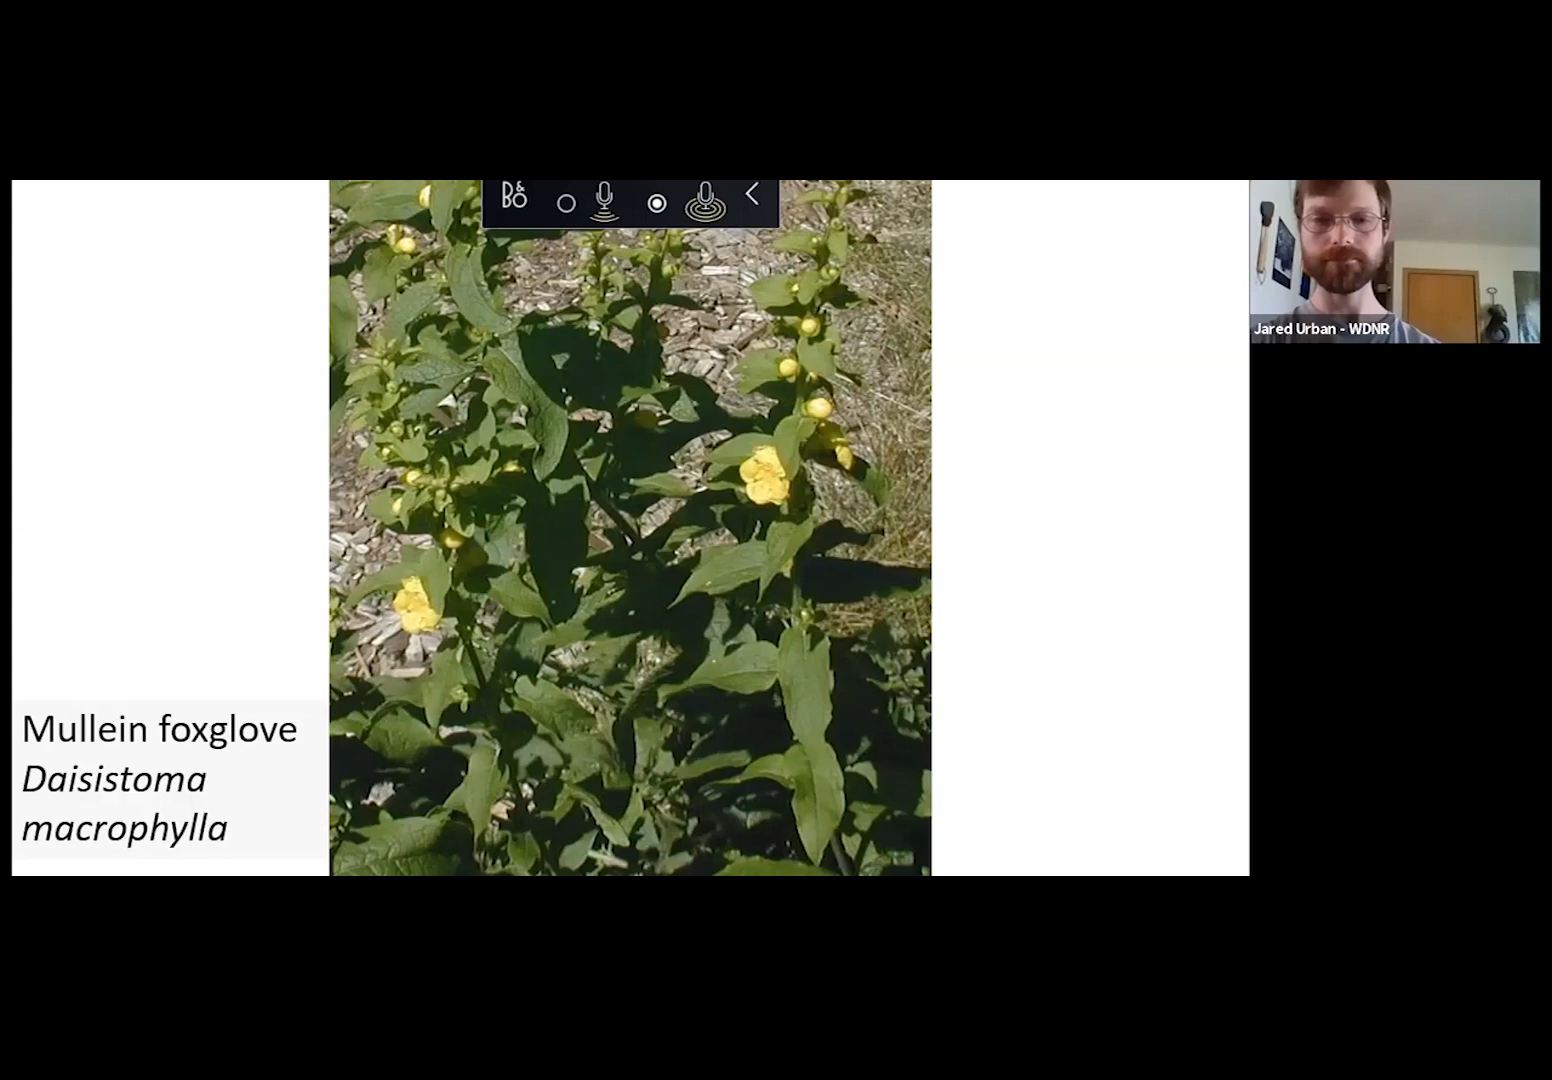 B&O
Jared Urban - WDNR
Mullein foxglove
Daisistoma
macrophylla